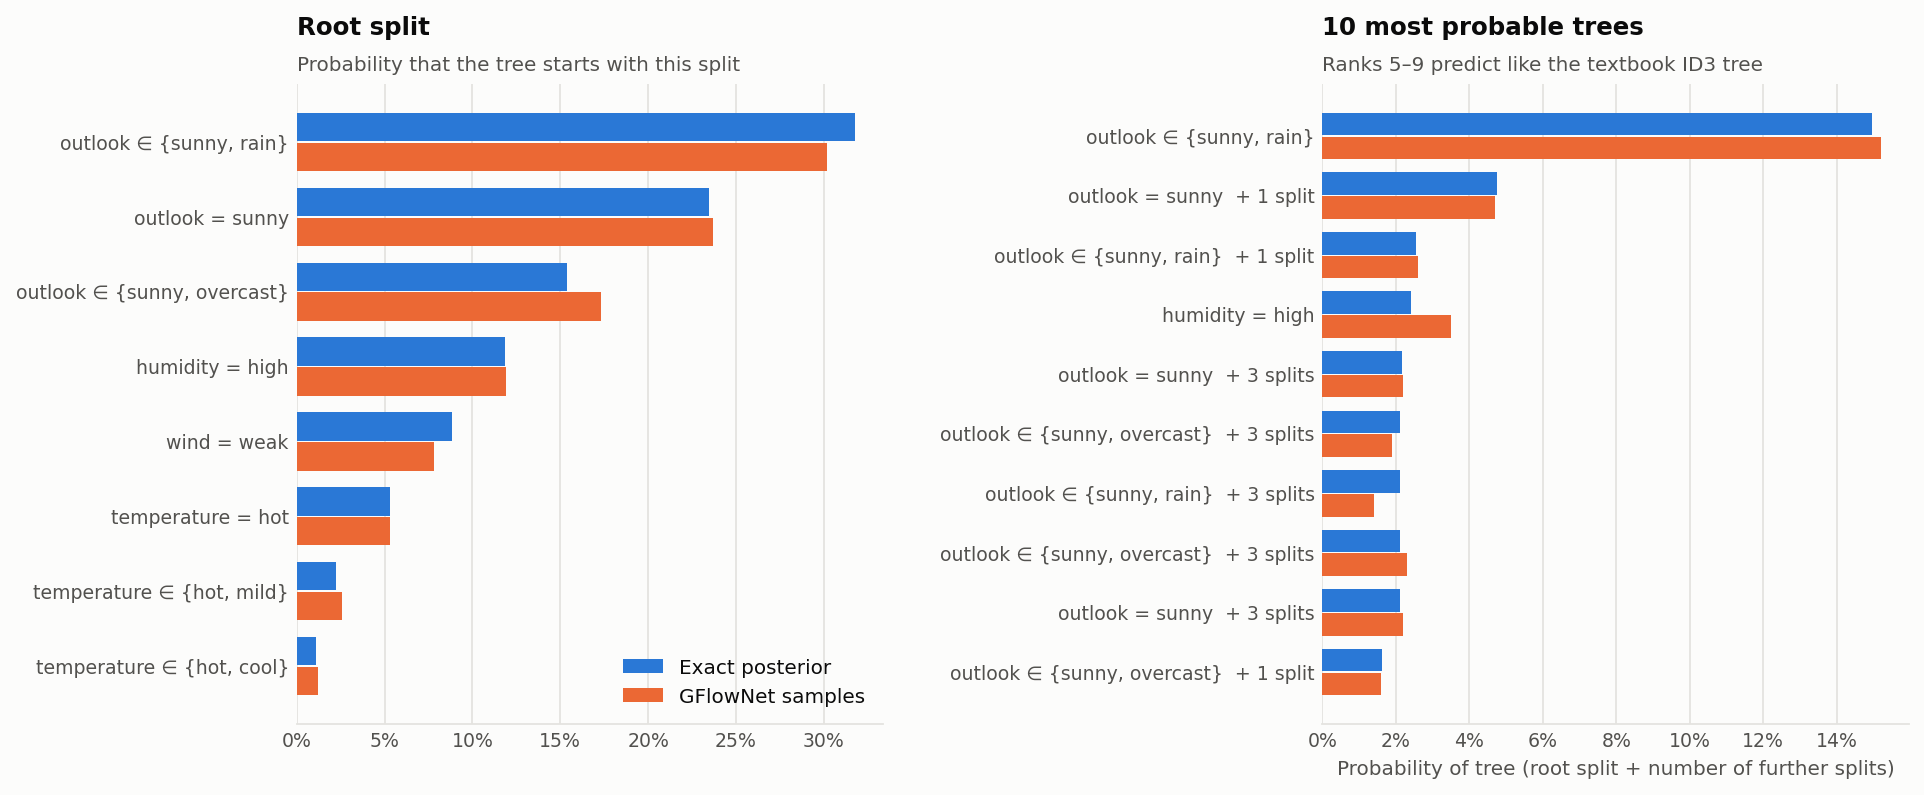 Root split
Probability that the tree starts with this split
outlook ∈ {sunny, rain}
outlook = sunny
outlook ∈ {sunny, overcast}
humidity = high
wind = weak
temperature = hot
temperature ∈ {hot, mild}
temperature ∈ {hot, cool}
Exact posterior
GFlowNet samples
0% 5% 10% 15% 20% 25% 30%
10 most probable trees
Ranks 5–9 predict like the textbook ID3 tree
outlook ∈ {sunny, rain}
outlook = sunny + 1 split
outlook ∈ {sunny, rain} + 1 split
humidity = high
outlook = sunny + 3 splits
outlook ∈ {sunny, overcast} + 3 splits
outlook ∈ {sunny, rain} + 3 splits
outlook ∈ {sunny, overcast} + 3 splits
outlook = sunny + 3 splits
outlook ∈ {sunny, overcast} + 1 split
0% 2% 4% 6% 8% 10% 12% 14%
Probability of tree (root split + number of further splits)